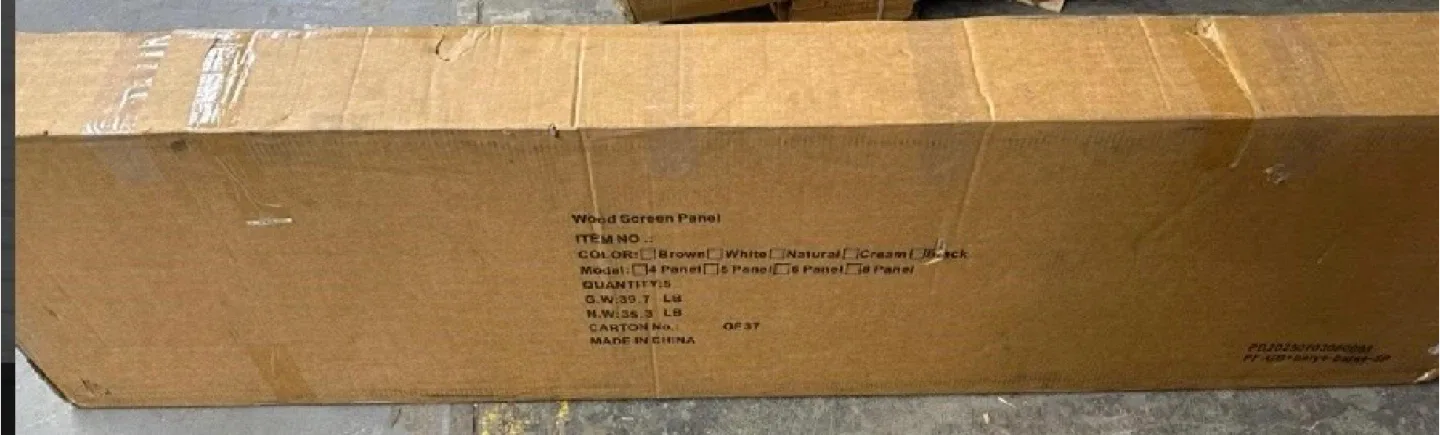 Wood Screen Panel
ITEM NO .:
COLOR: □Brown□White□Natural□Cream□Black
Model: □4 Panel□5 Panel□6 Panel□8 Panel
QUANTITY:5
G.W:39.7 LB
N.W:35.3 LB
CARTON No.: OF37
MADE IN CHINA